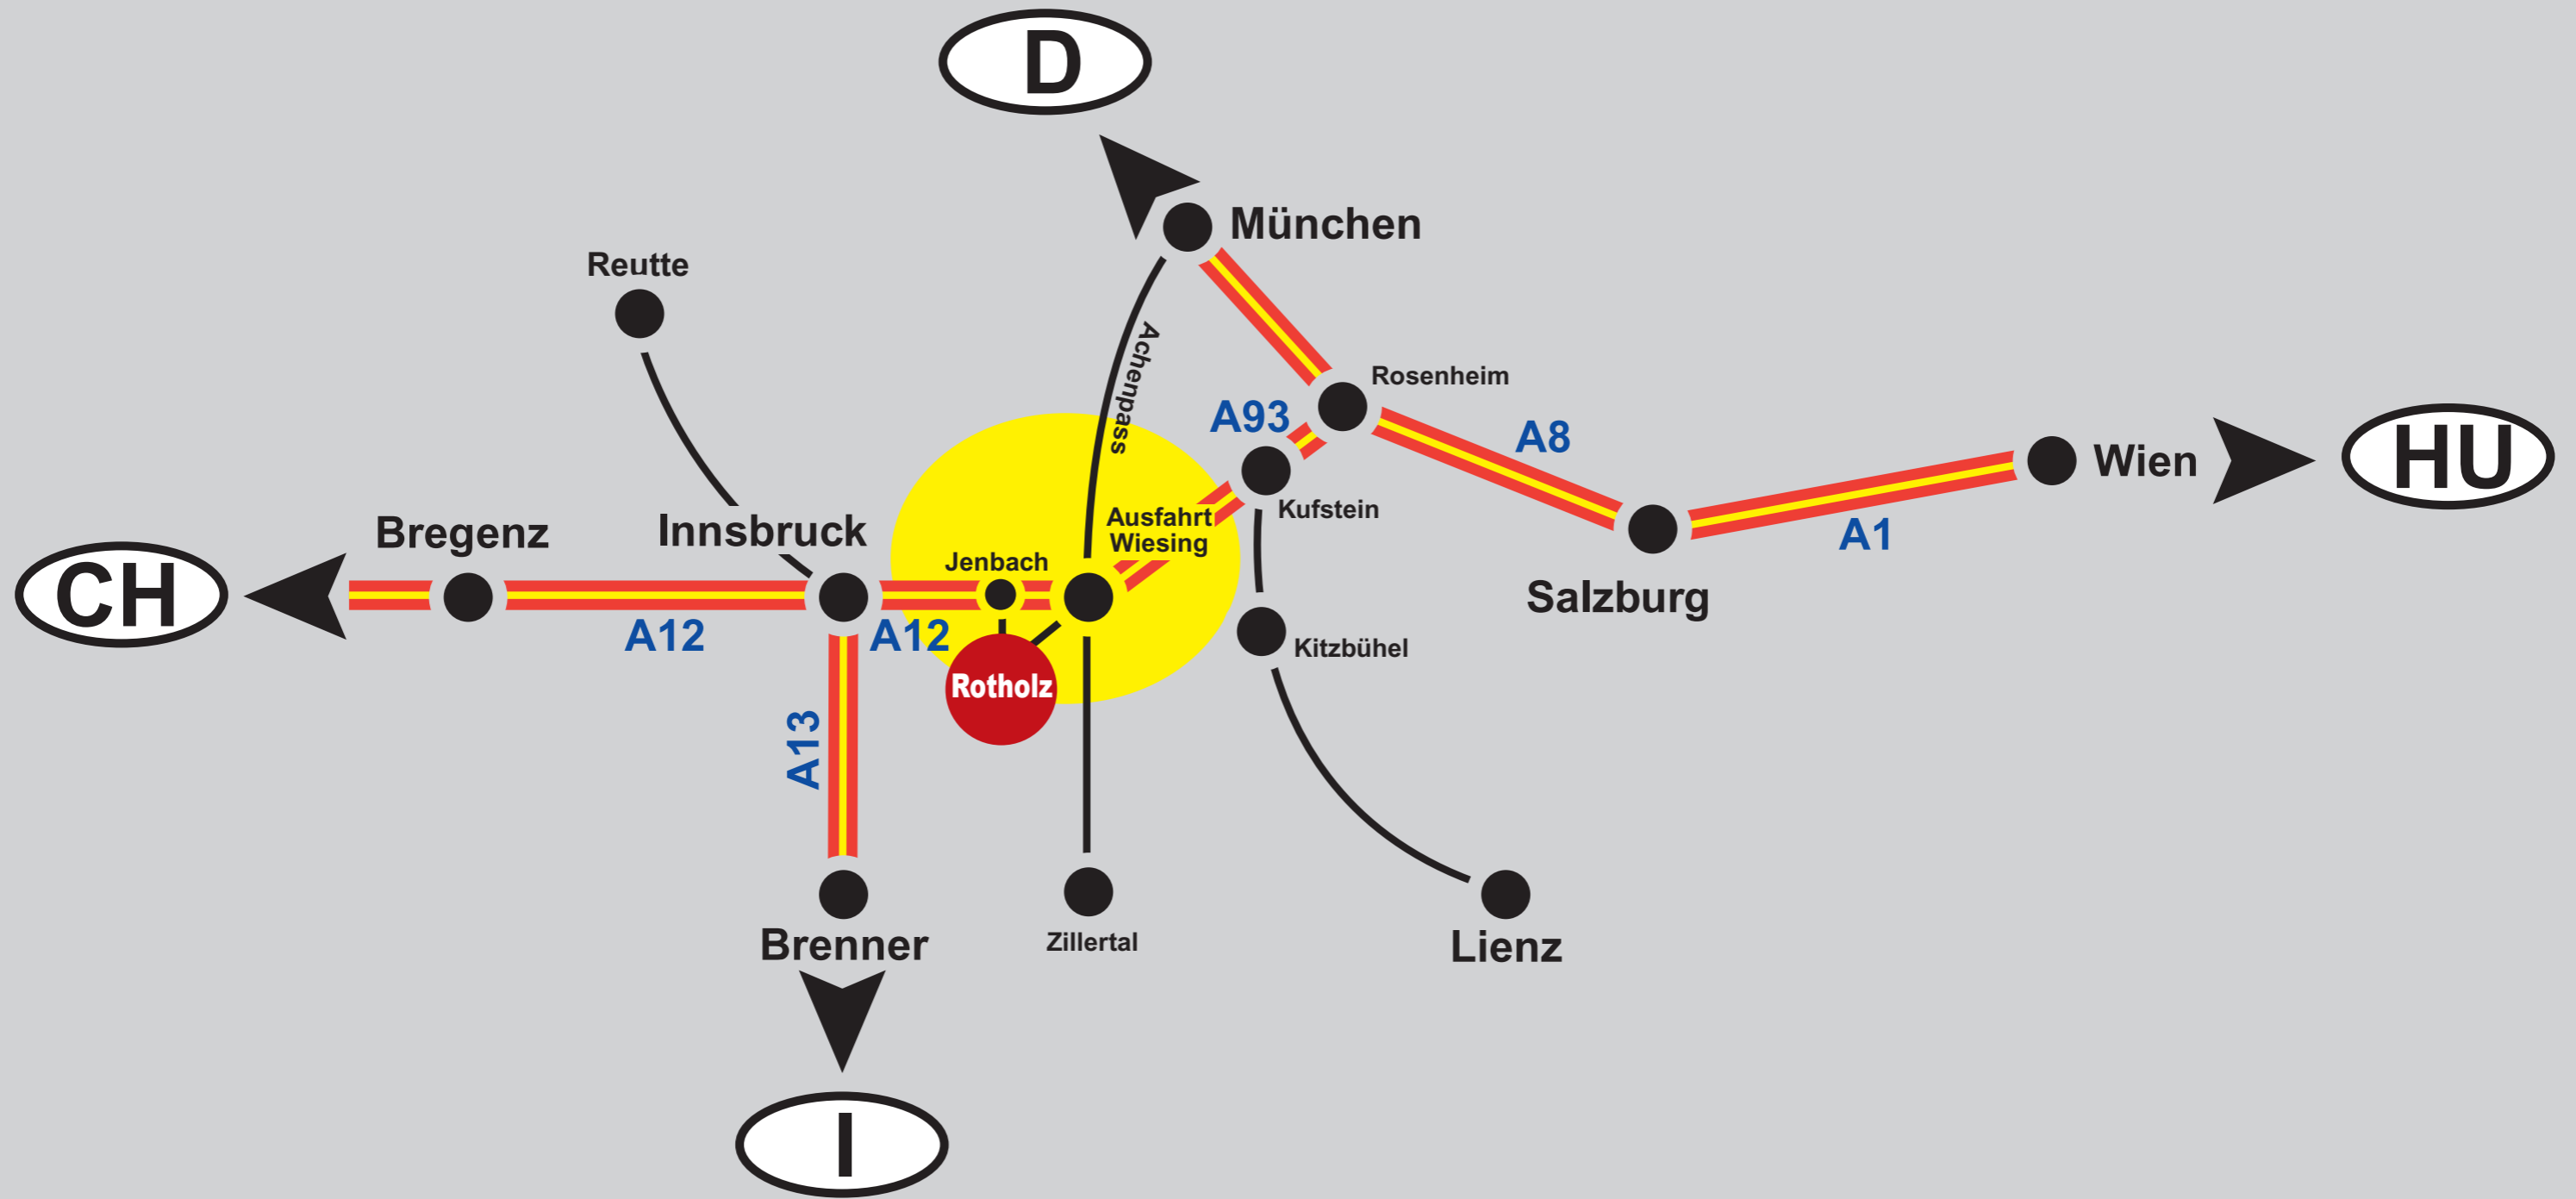 D
München
Reutte
Achenpass
Rosenheim
A93
A8
Wien
HU
Kufstein
Ausfahrt
Wiesing
Bregenz
Innsbruck
A1
Jenbach
CH
Salzburg
A12
A12
Kitzbühel
Rotholz
A13
Brenner
Zillertal
Lienz
I